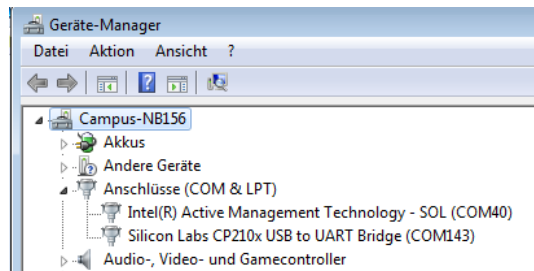 Geräte-Manager
Datei Aktion Ansicht ?
Campus-NB156
Akkus
Andere Geräte
Anschlüsse (COM & LPT)
Intel(R) Active Management Technology - SOL (COM40)
Silicon Labs CP210x USB to UART Bridge (COM143)
Audio-, Video- und Gamecontroller